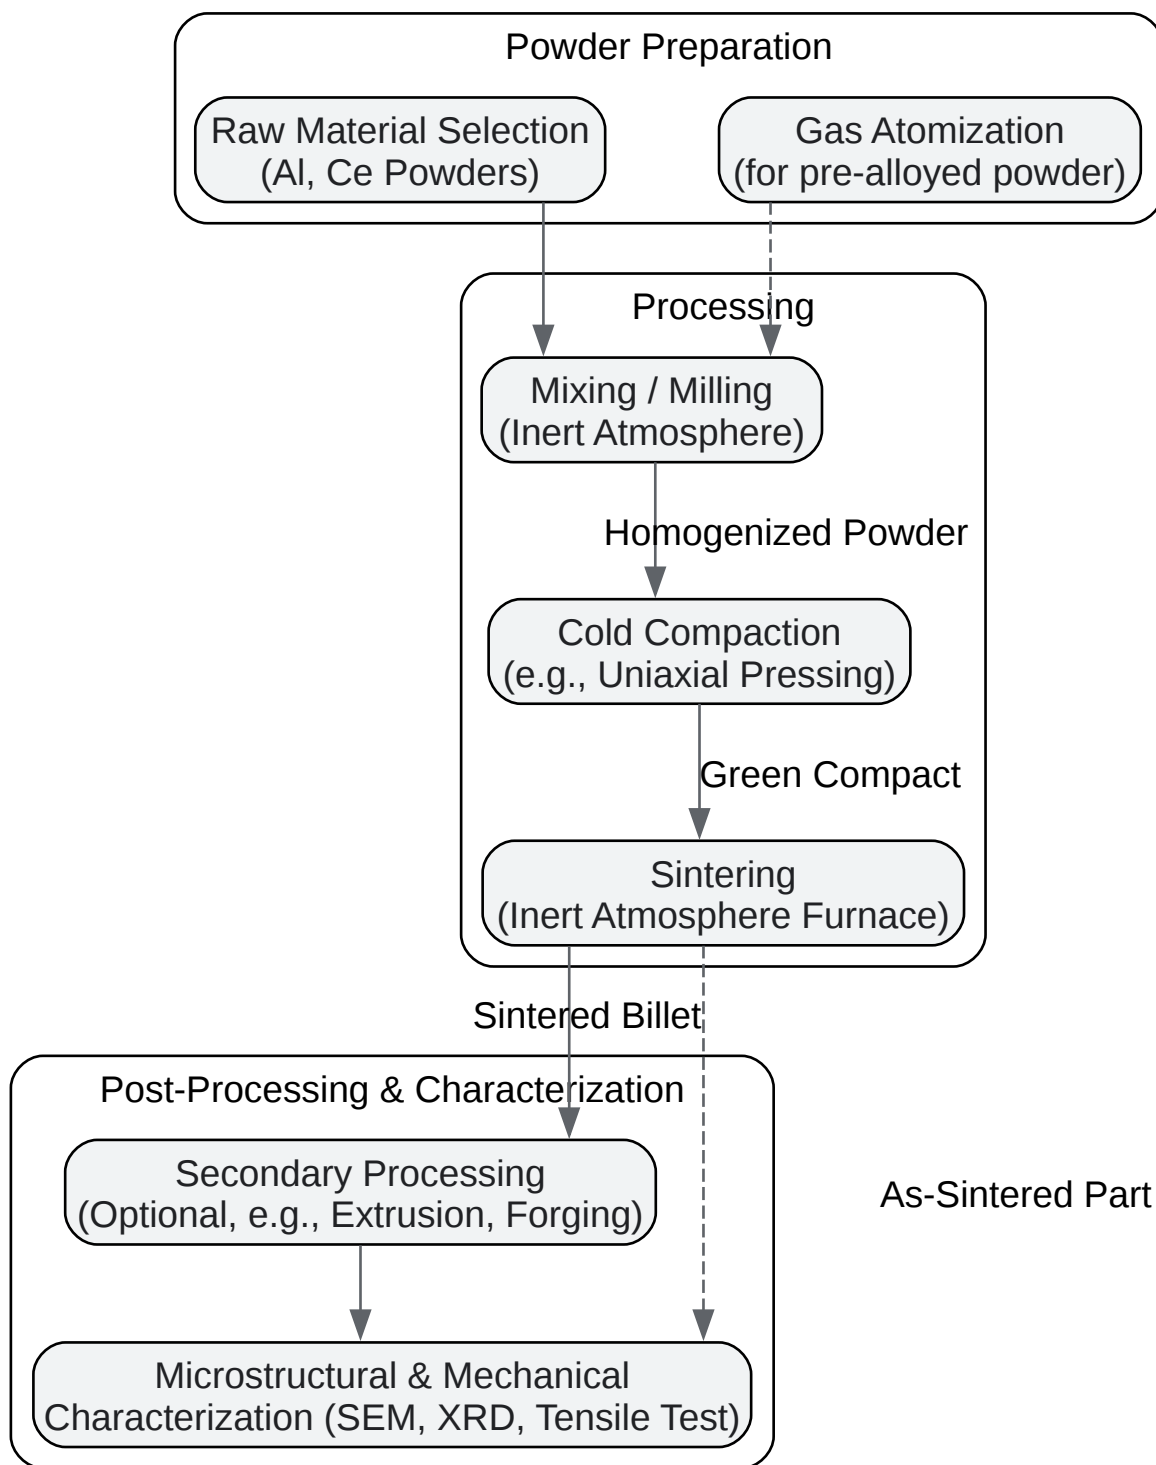 Powder Preparation
Raw Material Selection
(Al, Ce Powders)
Gas Atomization
(for pre-alloyed powder)
Processing
Mixing / Milling
(Inert Atmosphere)
Homogenized Powder
Cold Compaction
(e.g., Uniaxial Pressing)
Green Compact
Sintering
(Inert Atmosphere Furnace)
Sintered Billet
Post-Processing & Characterization
Secondary Processing
(Optional, e.g., Extrusion, Forging)
As-Sintered Part
Microstructural & Mechanical
Characterization (SEM, XRD, Tensile Test)